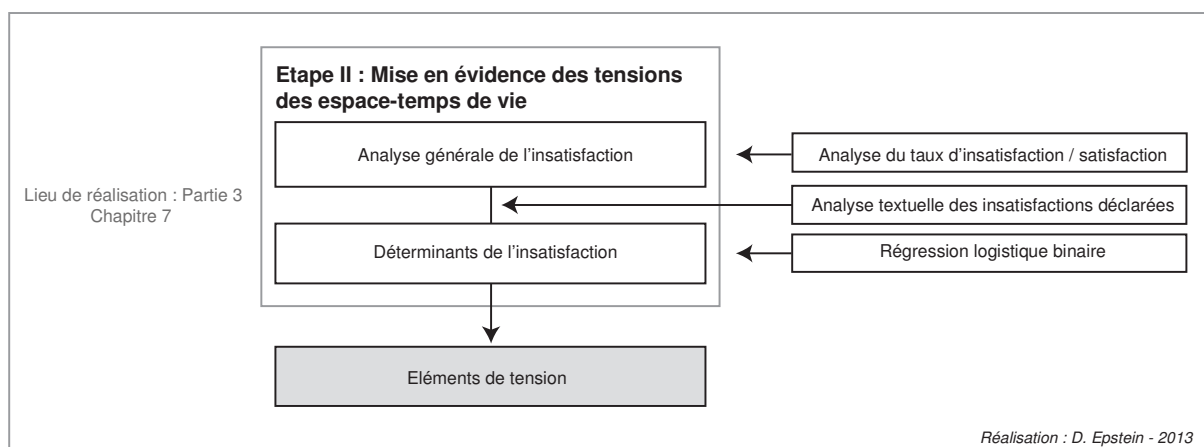 Etape II : Mise en évidence des tensions
des espace-temps de vie
Analyse générale de l'insatisfaction
Analyse du taux d'insatisfaction / satisfaction
Lieu de réalisation : Partie 3
Chapitre 7
Analyse textuelle des insatisfactions déclarées
Déterminants de l'insatisfaction
Régression logistique binaire
Eléments de tension
Réalisation : D. Epstein - 2013